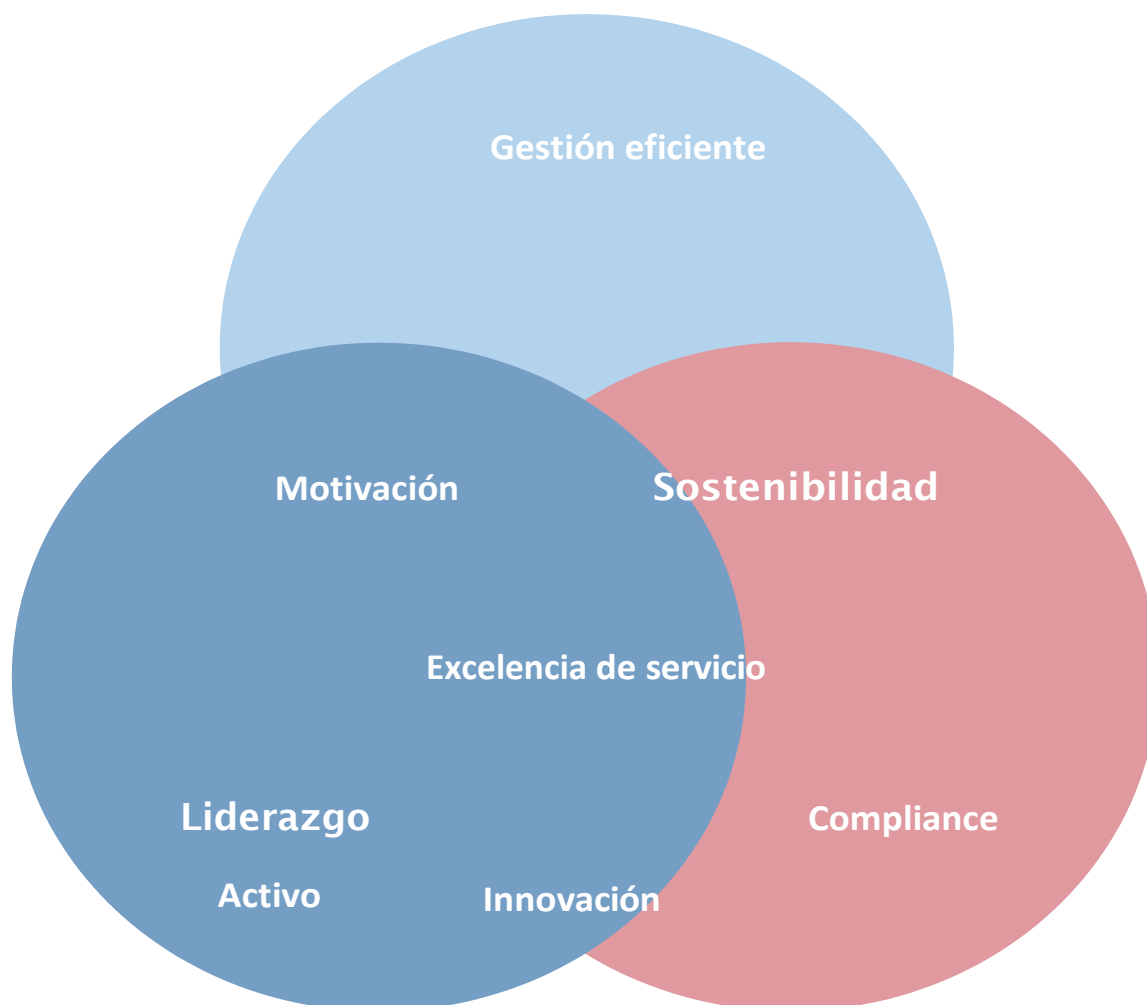 Gestión eficiente
Motivación
Sostenibilidad
Excelencia de servicio
Liderazgo
Activo
Compliance
Innovación